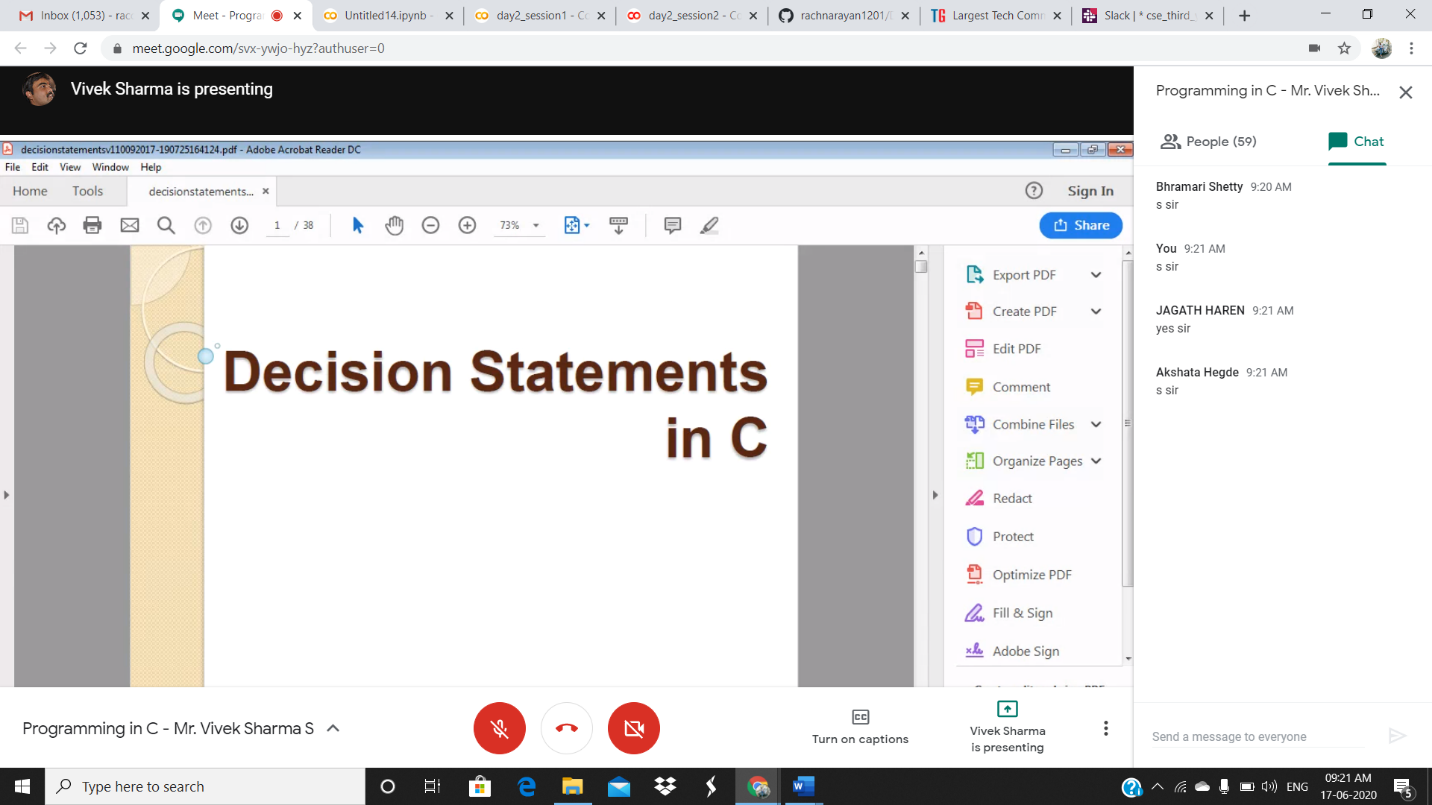 Inbox (1,053) - rac
Meet - Progra
Untitled14.ipynb -
day2_session1 - Co
day2_session2 - Co
rachnarayan1201/
Largest Tech Com
Slack | * cse_third_
meet.google.com/svx-ywjo-hyz?authuser=0
Vivek Sharma is presenting
decisionstatementsv110092017-190725164124.pdf - Adobe Acrobat Reader DC
File Edit View Window Help
Home Tools decisionstatements... Sign In
1 / 38 73% Share
Decision Statements
in C
Export PDF
Create PDF
Edit PDF
Comment
Combine Files
Organize Pages
Redact
Protect
Optimize PDF
Fill & Sign
Adobe Sign
Programming in C - Mr. Vivek Sh...
People (59) Chat
Bhramari Shetty 9:20 AM
s sir
You 9:21 AM
s sir
JAGATH HAREN 9:21 AM
yes sir
Akshata Hegde 9:21 AM
s sir
Send a message to everyone
Programming in C - Mr. Vivek Sharma S
Turn on captions
Vivek Sharma
is presenting
Type here to search
ENG
09:21 AM
17-06-2020
5